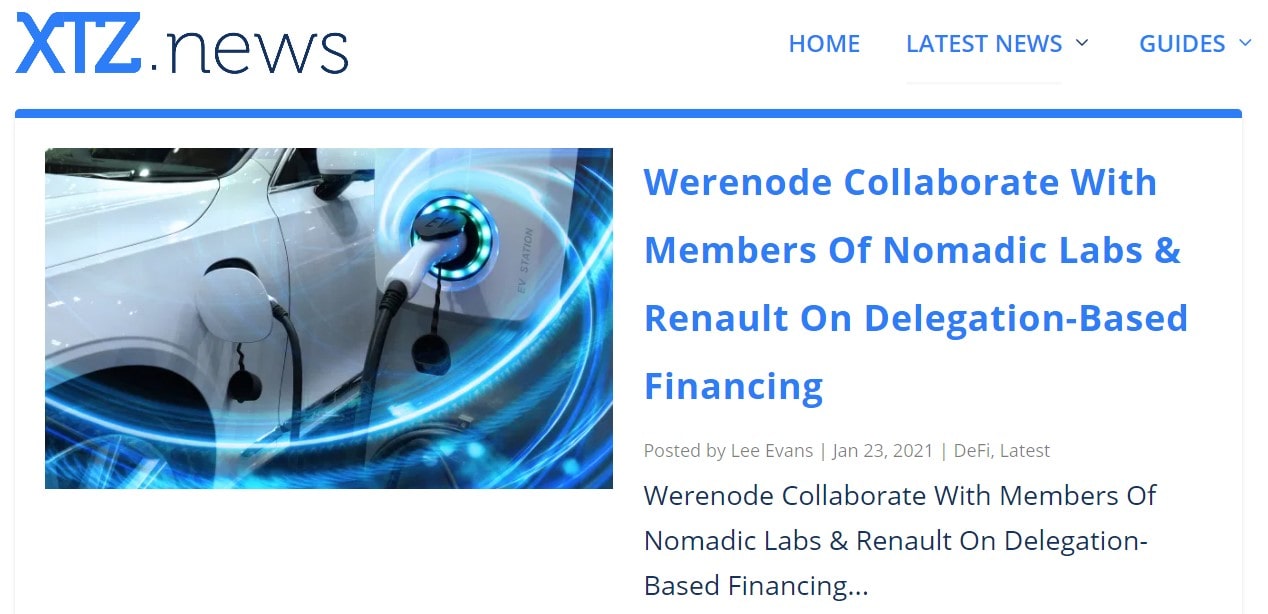 XTZ.news
HOME
LATEST NEWS
GUIDES
EV
EV STATION
Werenode Collaborate With
Members Of Nomadic Labs &
Renault On Delegation-Based
Financing
Posted by Lee Evans | Jan 23, 2021 | DeFi, Latest
Werenode Collaborate With Members Of
Nomadic Labs & Renault On Delegation-
Based Financing...